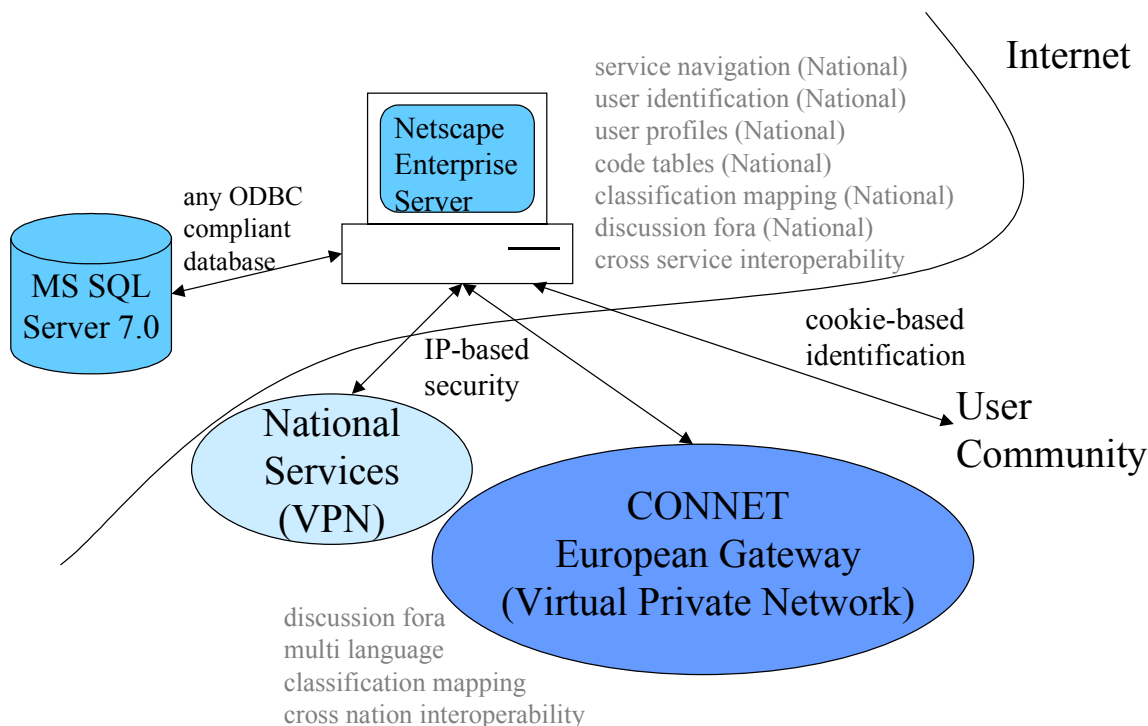 Internet
service navigation (National)
user identification (National)
user profiles (National)
code tables (National)
classification mapping (National)
discussion fora (National)
cross service interoperability
Netscape
Enterprise
Server
any ODBC
compliant
database
MS SQL
Server 7.0
cookie-based
identification
IP-based
security
User
Community
National
Services
(VPN)
CONNET
European Gateway
(Virtual Private Network)
discussion fora
multi language
classification mapping
cross nation interoperability